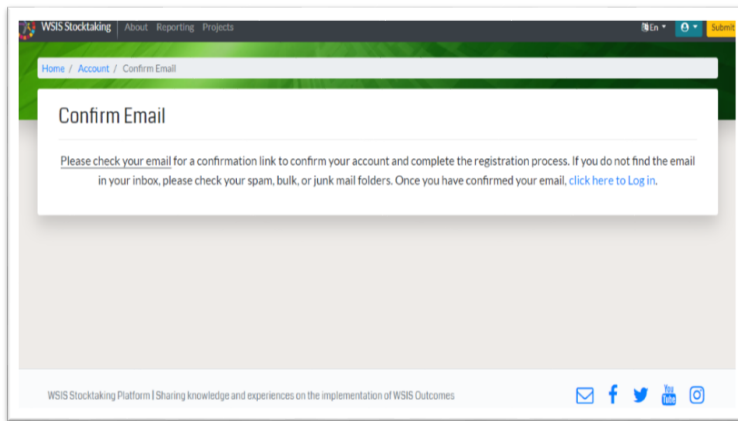 WSIS Stocktaking About Reporting Projects En Submit
Home / Account / Confirm Email
Confirm Email
Please check your email for a confirmation link to confirm your account and complete the registration process. If you do not find the email
in your inbox, please check your spam, bulk, or junk mail folders. Once you have confirmed your email, click here to Log in.
WSIS Stocktaking Platform | Sharing knowledge and experiences on the implementation of WSIS Outcomes
You
Tube